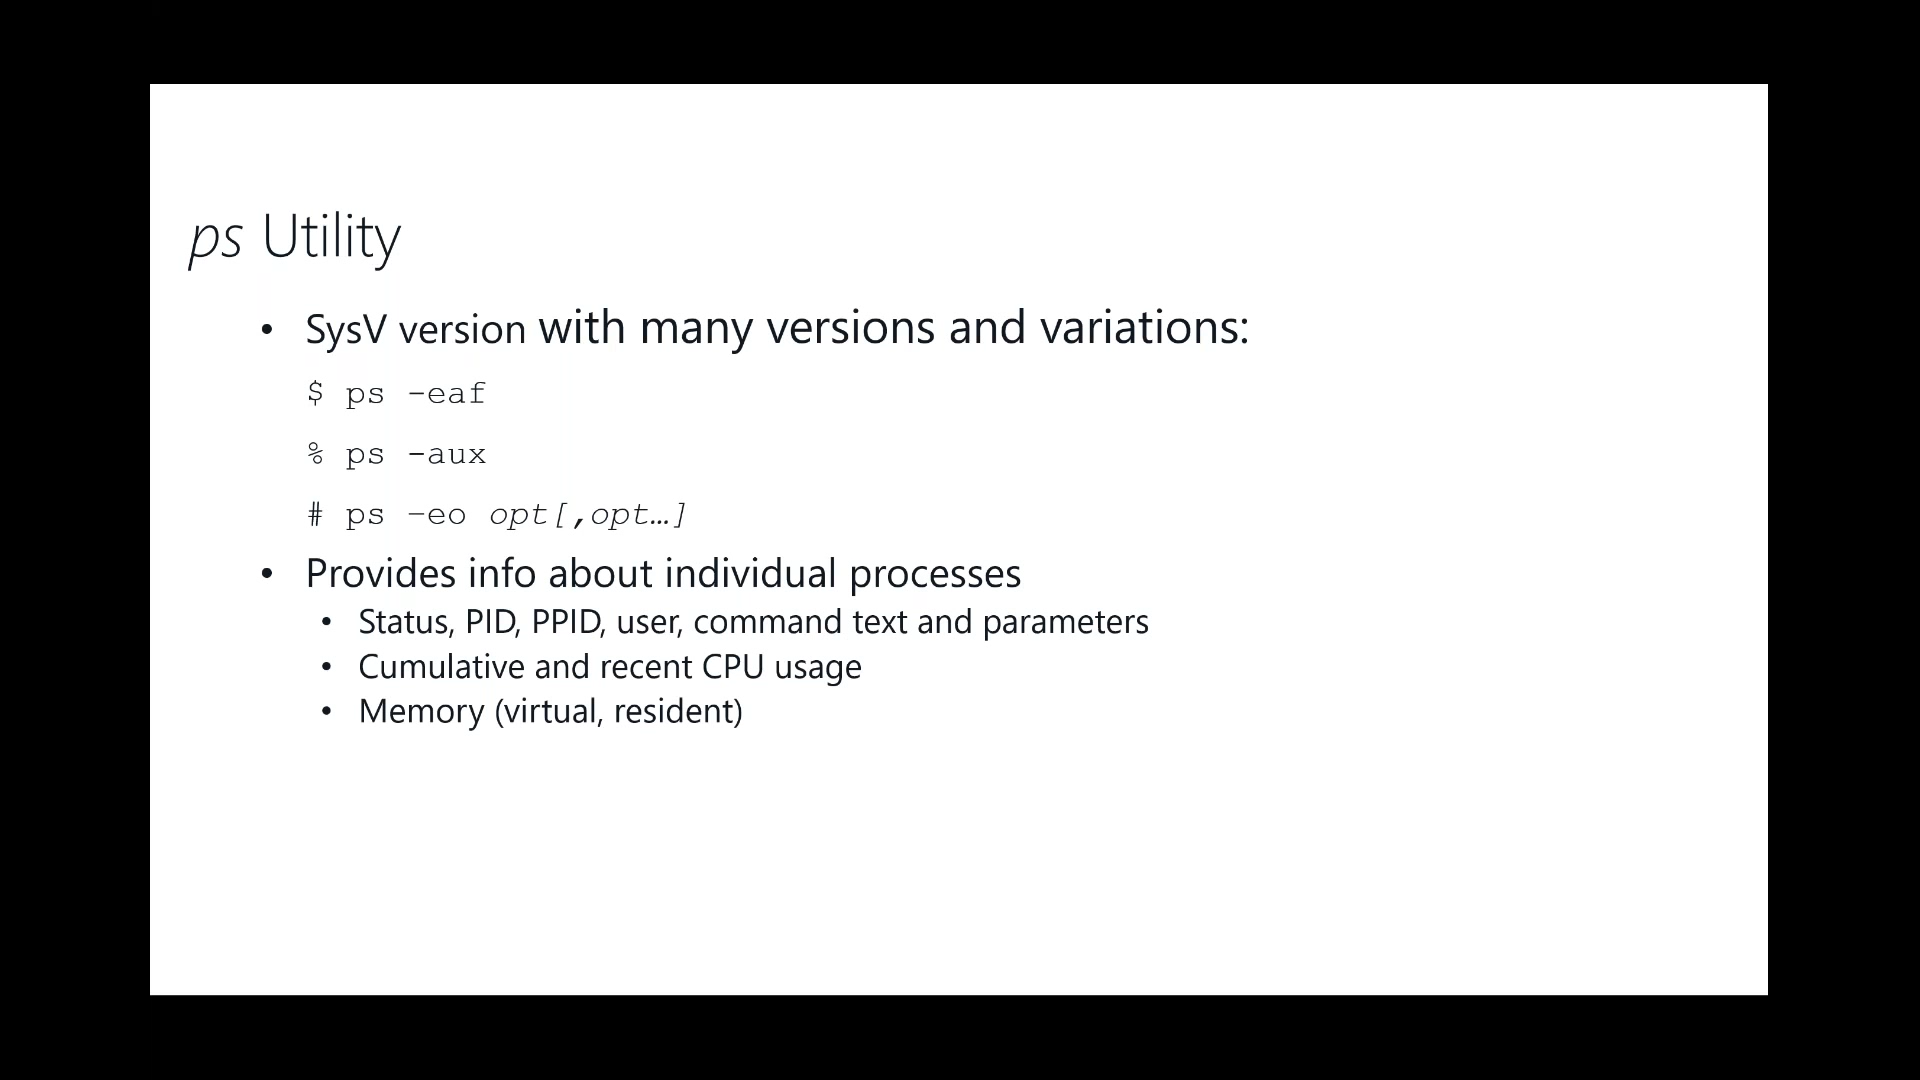 ps Utility
• SysV version with many versions and variations:
$ ps -eaf
% ps -aux
# ps –eo opt[,opt…]
• Provides info about individual processes
• Status, PID, PPID, user, command text and parameters
• Cumulative and recent CPU usage
• Memory (virtual, resident)